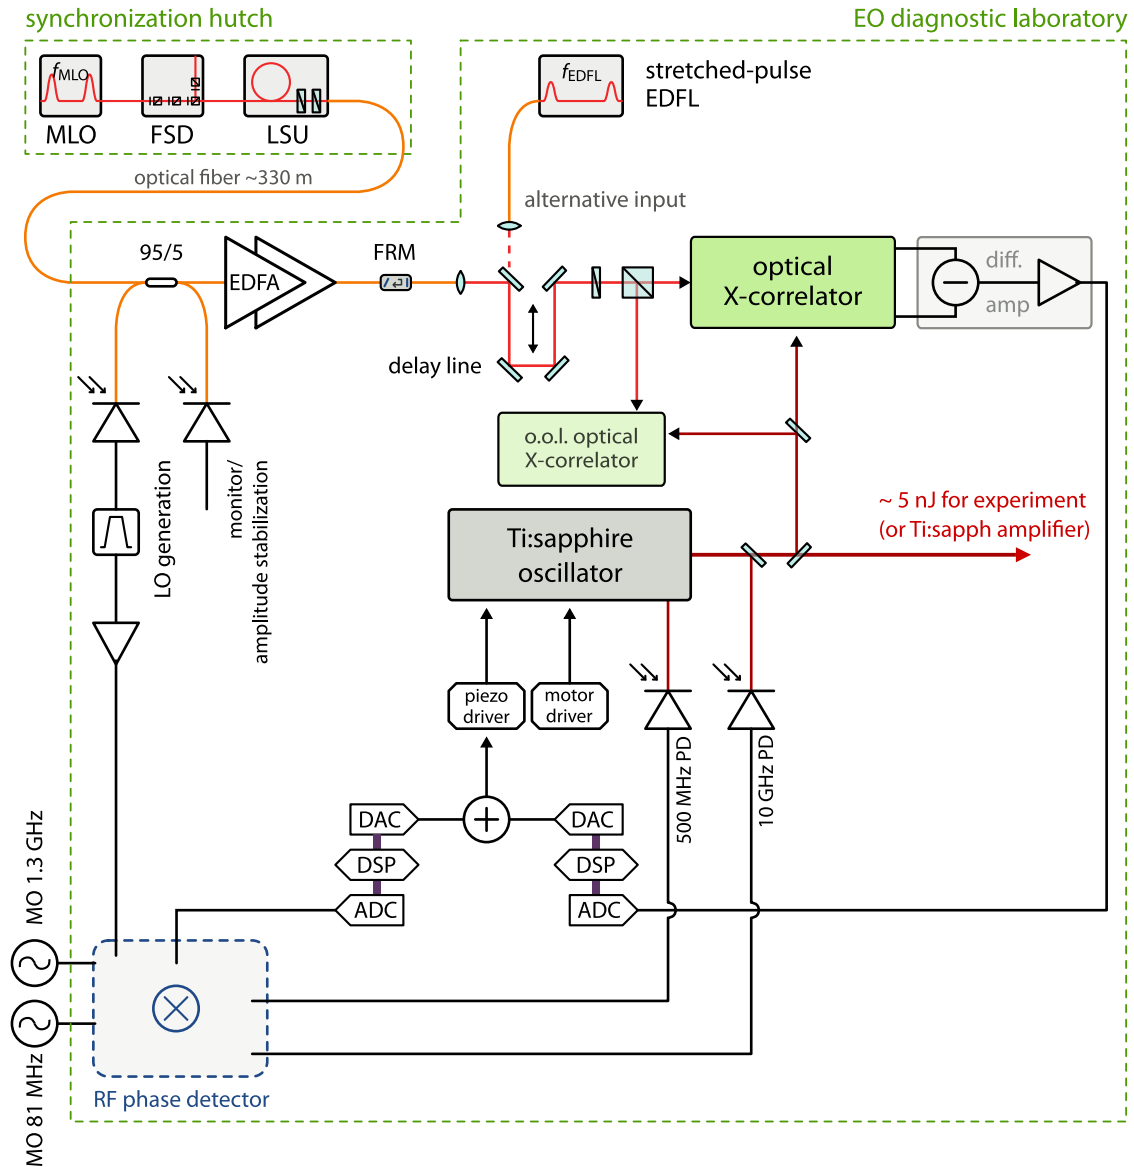 synchronization hutch
EO diagnostic laboratory
fMLO
MLO
FSD
LSU
fEDFL
stretched-pulse
EDFL
optical fiber ~330 m
alternative input
95/5
EDFA
FRM
delay line
optical
X-correlator
diff.
amp
o.o.l. optical
X-correlator
LO generation
monitor/
amplitude stabilization
~ 5 nJ for experiment
(or Ti:sapph amplifier)
Ti:sapphire
oscillator
piezo
driver
motor
driver
500 MHz PD
10 GHz PD
DAC
DAC
DSP
DSP
ADC
ADC
MO 1.3 GHz
MO 81 MHz
RF phase detector